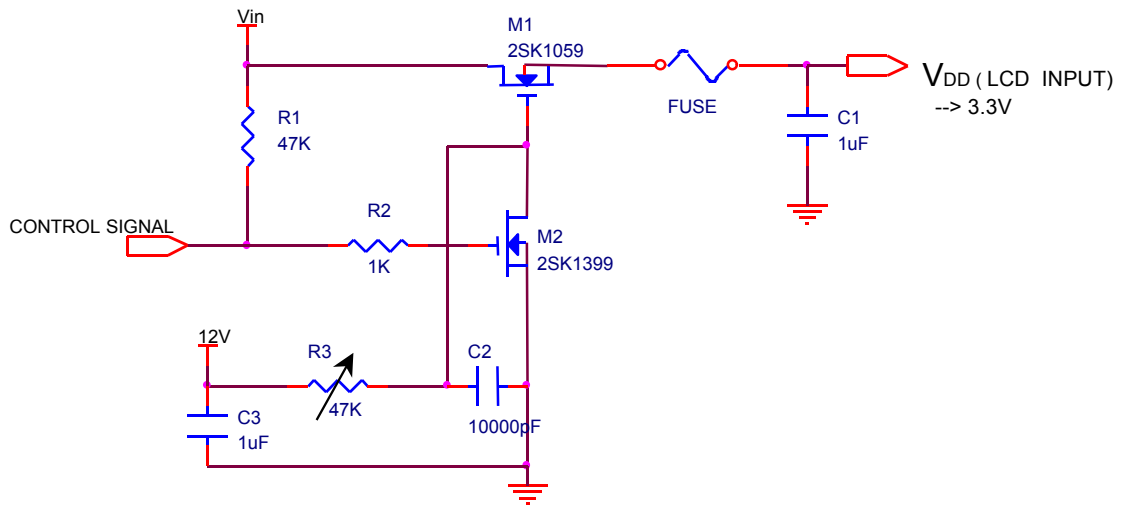 Vin
M1
2SK1059
FUSE
VDD ( LCD INPUT)
--> 3.3V
R1
47K
C1
1uF
CONTROL SIGNAL
R2
1K
M2
2SK1399
12V
R3
47K
C2
10000pF
C3
1uF